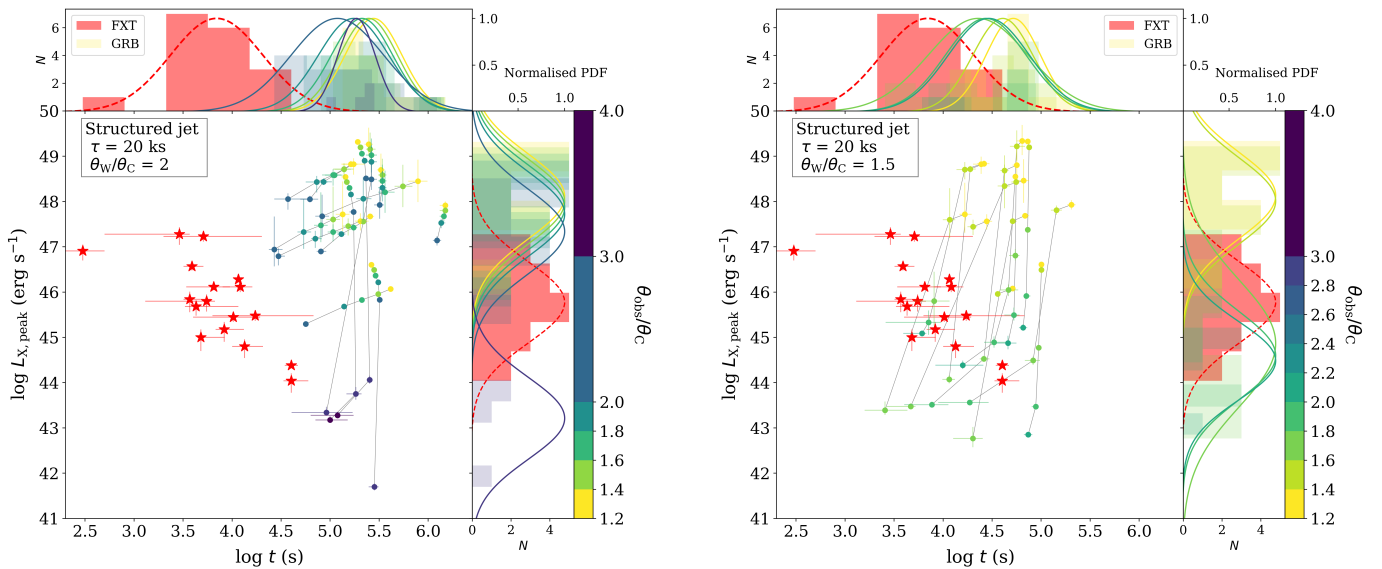 FXT
GRB
N
6
4
2
0.0
1.0
0.5
Normalised PDF
0.5 1.0
50
49
48
47
46
45
44
43
42
41
log L_X, peak (erg s⁻¹)
Structured jet
τ = 20 ks
θ_W/θ_C = 2
2.5 3.0 3.5 4.0 4.5 5.0 5.5 6.0
log t (s)
0 2 4
N
4.0
3.0
2.0
1.8
1.6
1.4
1.2
θ_obs/θ_C
FXT
GRB
N
6
4
2
1.0
0.5
Normalised PDF
0.5 1.0
50
49
48
47
46
45
44
43
42
41
log L_X, peak (erg s⁻¹)
Structured jet
τ = 20 ks
θ_W/θ_C = 1.5
2.5 3.0 3.5 4.0 4.5 5.0 5.5 6.0
log t (s)
0 2 4
N
4.0
3.0
2.8
2.6
2.4
2.2
2.0
1.8
1.6
1.4
1.2
θ_obs/θ_C